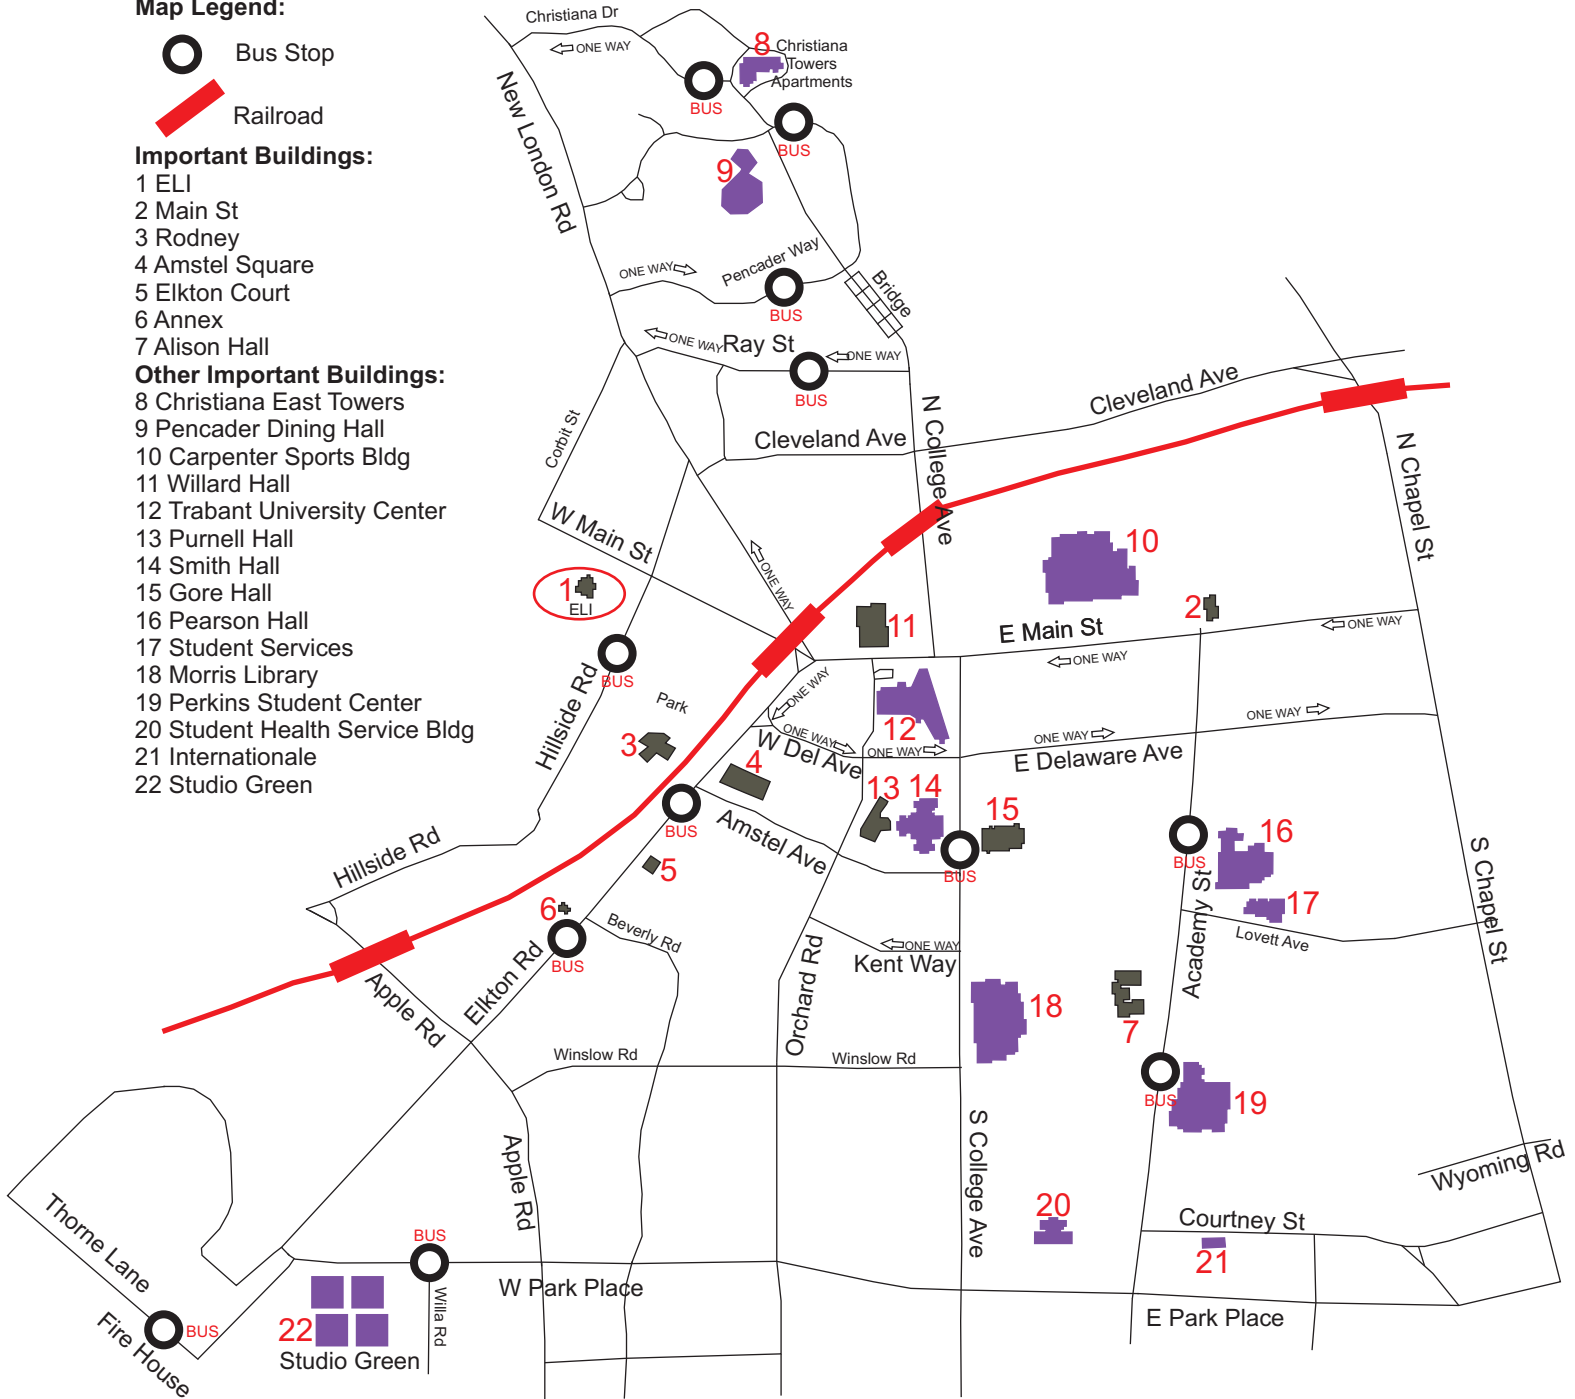 Map Legend:
Bus Stop
Railroad
Important Buildings:
1 ELI
2 Main St
3 Rodney
4 Amstel Square
5 Elkton Court
6 Annex
7 Alison Hall
Other Important Buildings:
8 Christiana East Towers
9 Pencader Dining Hall
10 Carpenter Sports Bldg
11 Willard Hall
12 Trabant University Center
13 Purnell Hall
14 Smith Hall
15 Gore Hall
16 Pearson Hall
17 Student Services
18 Morris Library
19 Perkins Student Center
20 Student Health Service Bldg
21 Internationale
22 Studio Green
Christiana Dr
ONE WAY
8
Christiana
Towers
Apartments
BUS
BUS
New London Rd
9
ONE WAY
Pencader Way
BUS
Bridge
ONE WAY
Ray St
ONE WAY
BUS
Corbit St
Cleveland Ave
N College Ave
Cleveland Ave
N Chapel St
W Main St
1
ELI
ONE WAY
10
11
2
E Main St
ONE WAY
ONE WAY
BUS
Hillside Rd
Park
3
ONE WAY
12
ONE WAY
W Del Ave
ONE WAY
ONE WAY
E Delaware Ave
ONE WAY
4
13
14
15
BUS
Amstel Ave
BUS
BUS
16
Hillside Rd
5
6
Academy St
17
Lovett Ave
S Chapel St
BUS
Beverly Rd
Elkton Rd
Apple Rd
Orchard Rd
ONE WAY
Kent Way
18
7
Winslow Rd
Winslow Rd
BUS
19
Apple Rd
S College Ave
Wyoming Rd
20
Courtney St
21
Thorne Lane
BUS
W Park Place
Willa Rd
E Park Place
BUS
Fire House
22
Studio Green